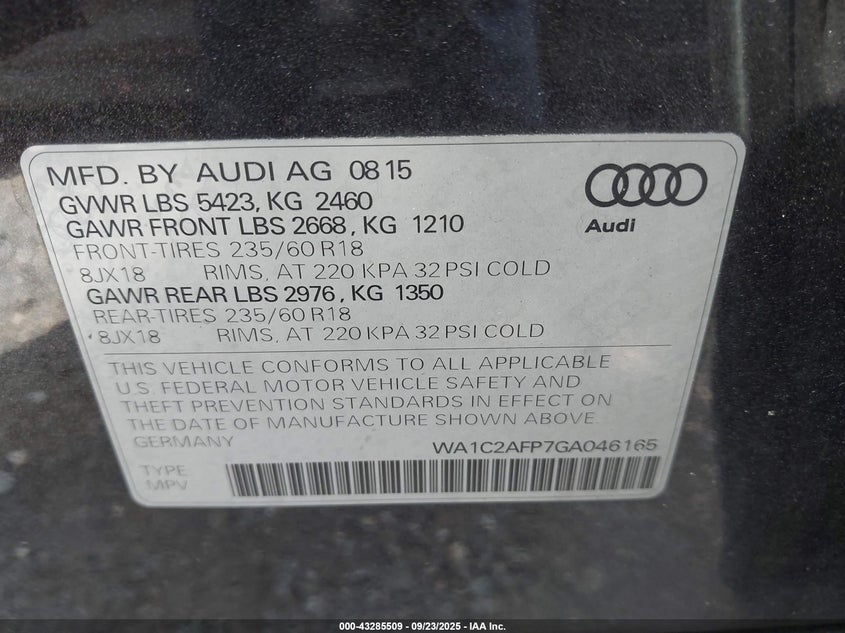 MFD. BY AUDI AG 08 15
GVWR LBS 5423, KG 2460
GAWR FRONT LBS 2668, KG 1210
FRONT-TIRES 235/60 R18
8JX18 RIMS, AT 220 KPA 32 PSI COLD
GAWR REAR LBS 2976, KG 1350
REAR-TIRES 235/60 R18
8JX18 RIMS, AT 220 KPA 32 PSI COLD
Audi
THIS VEHICLE CONFORMS TO ALL APPLICABLE
U.S. FEDERAL MOTOR VEHICLE SAFETY AND
THEFT PREVENTION STANDARDS IN EFFECT ON
THE DATE OF MANUFACTURE SHOWN ABOVE.
GERMANY WA1C2AFP7GA046165
TYPE
MPV
000-43285509 - 09/23/2025 - IAA Inc.